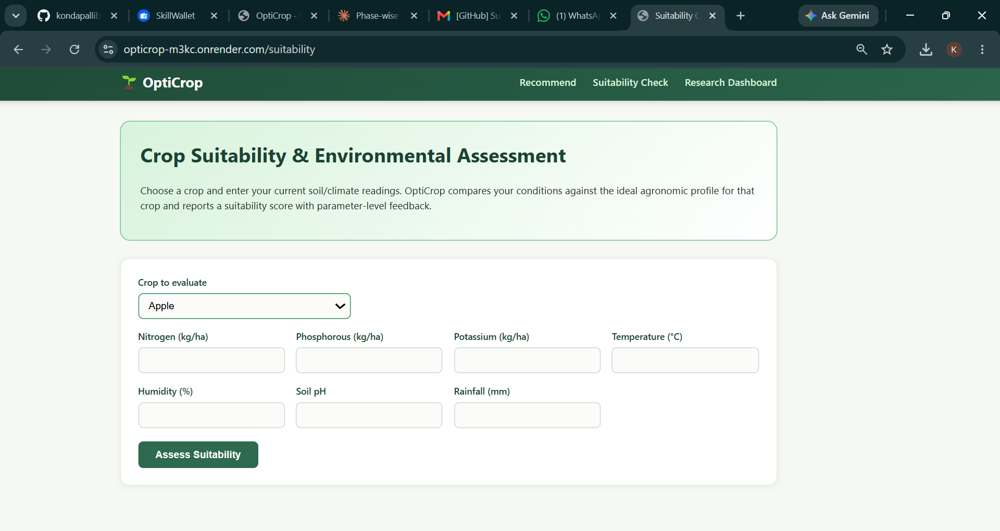 kondapallib
SkillWallet
OptiCrop -
Phase-wise
[GitHub] Su
(1) WhatsAp
Suitability C
Ask Gemini
opticrop-m3kc.onrender.com/suitability
K
OptiCrop
Recommend
Suitability Check
Research Dashboard
Crop Suitability & Environmental Assessment
Choose a crop and enter your current soil/climate readings. OptiCrop compares your conditions against the ideal agronomic profile for that
crop and reports a suitability score with parameter-level feedback.
Crop to evaluate
Apple
Nitrogen (kg/ha)
Phosphorous (kg/ha)
Potassium (kg/ha)
Temperature (°C)
Humidity (%)
Soil pH
Rainfall (mm)
Assess Suitability